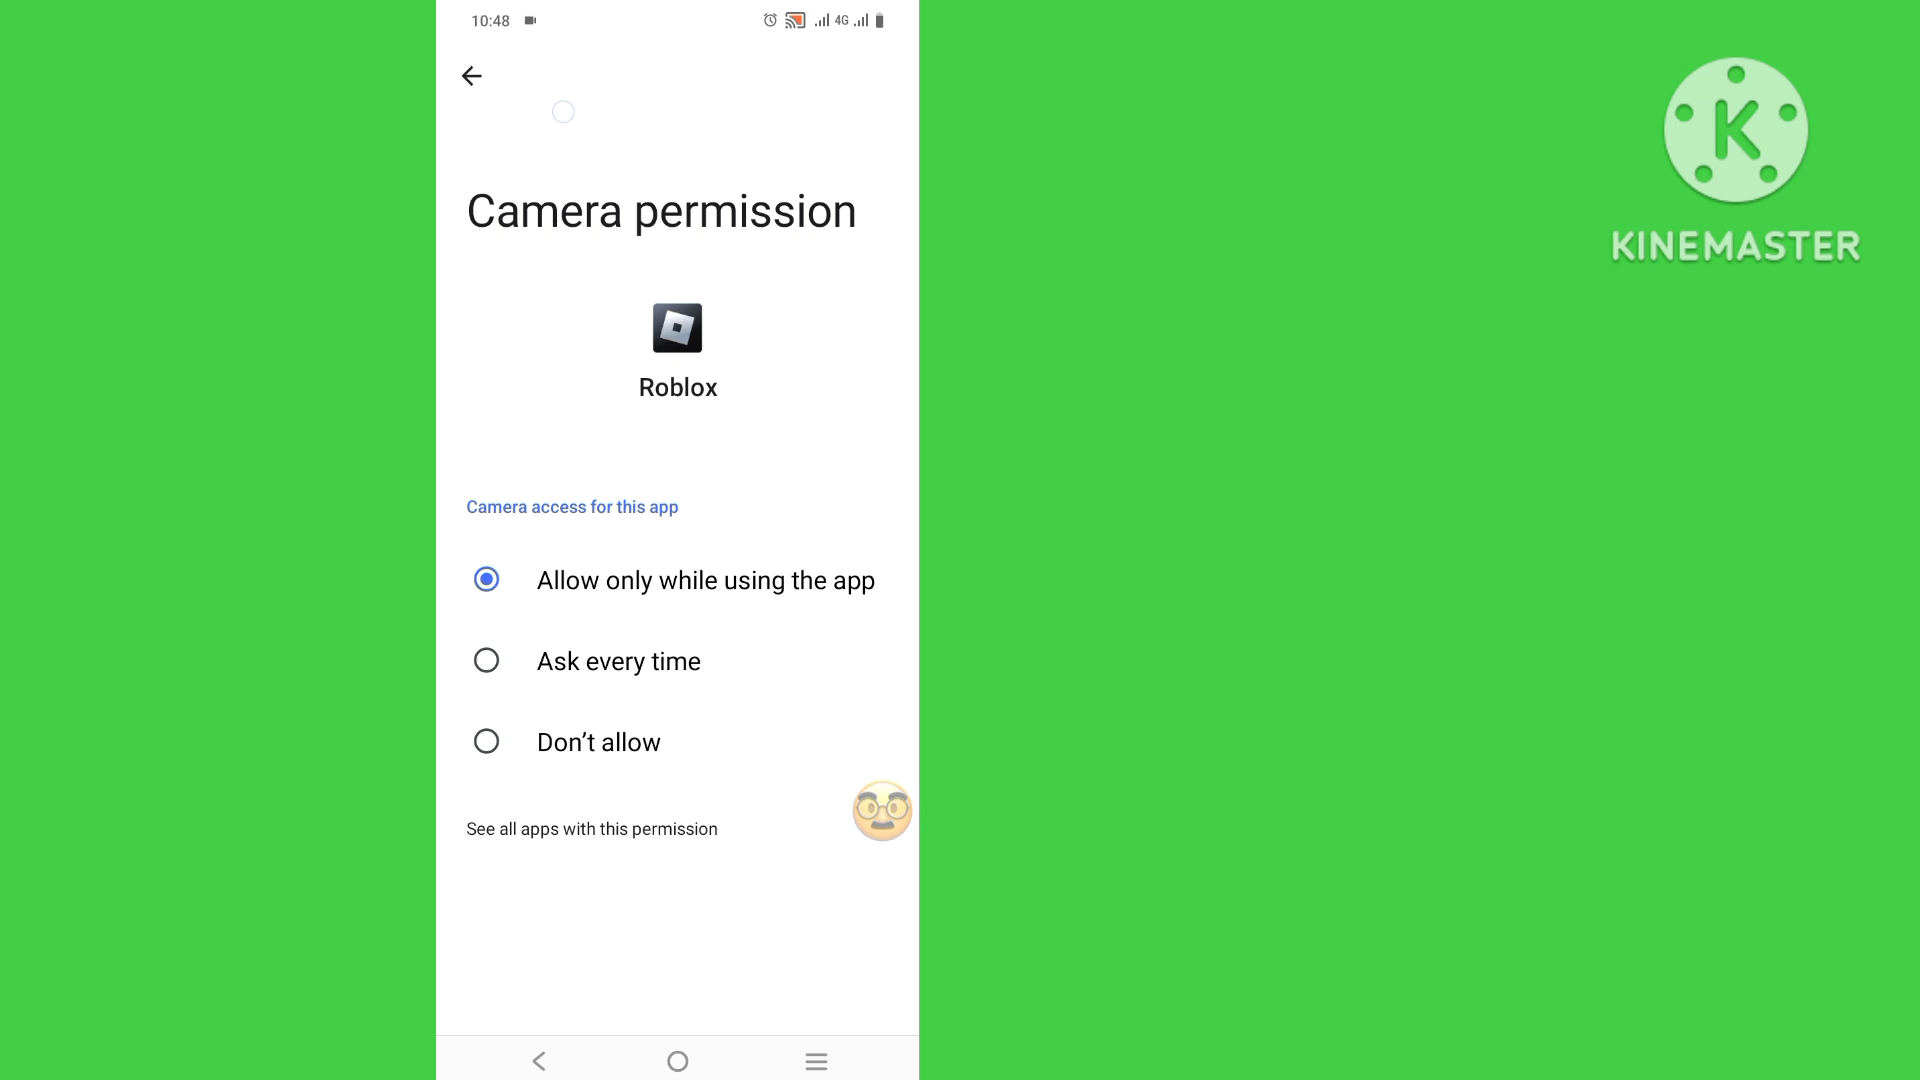 10:48
4G
Camera permission
KINEMASTER
Roblox
Camera access for this app
Allow only while using the app
Ask every time
Don’t allow
See all apps with this permission